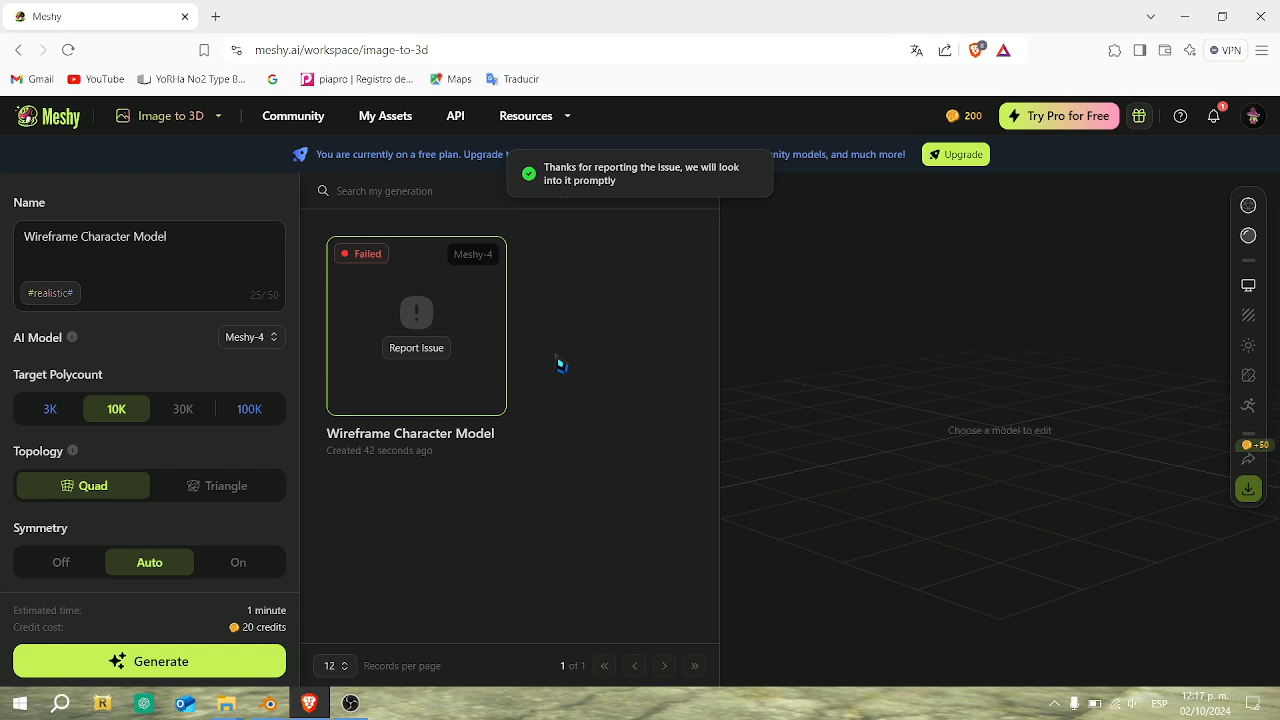 Meshy
meshy.ai/workspace/image-to-3d
8
VPN
Gmail
YouTube
YoRHa No2 Type B...
piapro | Registro de...
Maps
Traducir
Meshy
Image to 3D
Community
My Assets
API
Resources
200
Try Pro for Free
1
You are currently on a free plan. Upgrade
nity models, and much more!
Upgrade
Thanks for reporting the issue, we will look
into it promptly
Name
Search my generation
Wireframe Character Model
#realistic#
25/ 50
Failed
Meshy-4
Report Issue
AI Model
Meshy-4
Target Polycount
3K
10K
30K
100K
Wireframe Character Model
Created 42 seconds ago
Choose a model to edit
+50
Topology
Quad
Triangle
Symmetry
Off
Auto
On
Estimated time:
1 minute
Credit cost:
20 credits
Generate
12
Records per page
1 of 1
ESP
12:17 p. m.
02/10/2024